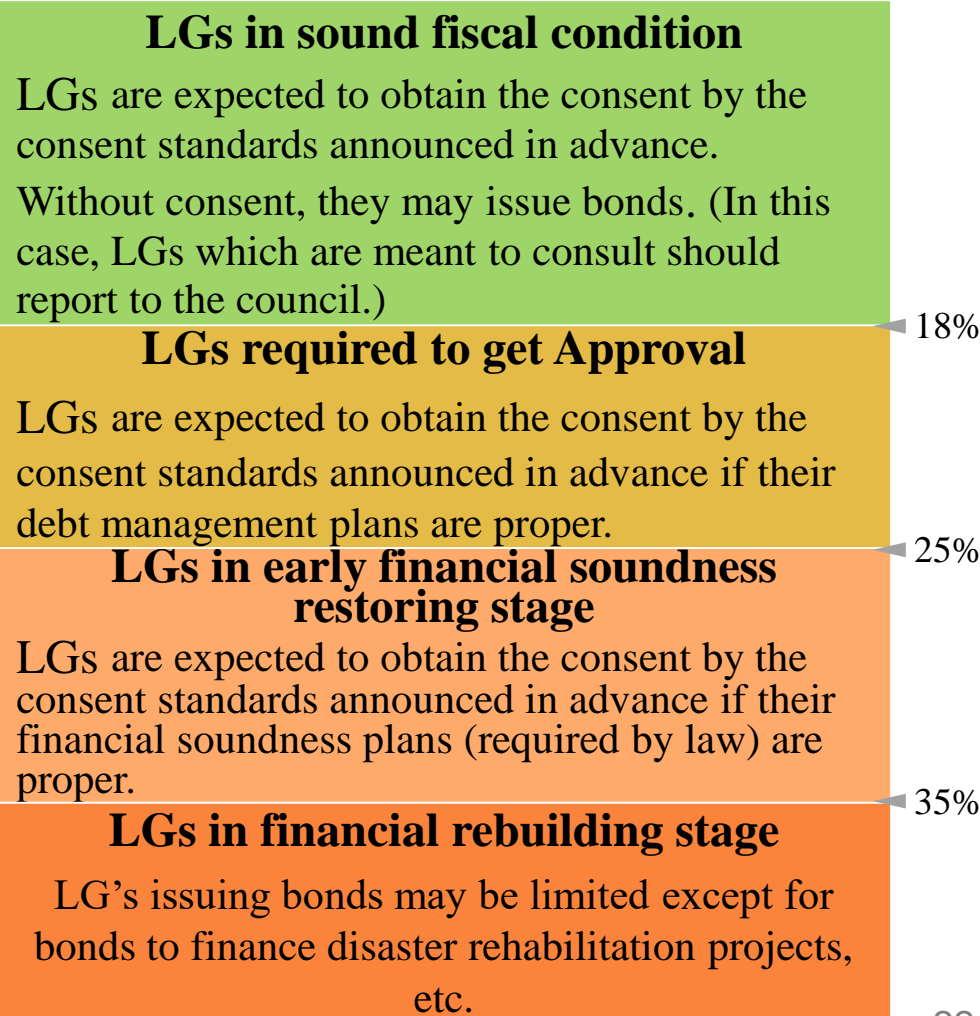 LGs in sound fiscal condition
LGs are expected to obtain the consent by the
consent standards announced in advance.
Without consent, they may issue bonds. (In this
case, LGs which are meant to consult should
report to the council.)
18%
LGs required to get Approval
LGs are expected to obtain the consent by the
consent standards announced in advance if their
debt management plans are proper.
25%
LGs in early financial soundness
restoring stage
LGs are expected to obtain the consent by the
consent standards announced in advance if their
financial soundness plans (required by law) are
proper.
35%
LGs in financial rebuilding stage
LG’s issuing bonds may be limited except for
bonds to finance disaster rehabilitation projects,
etc.